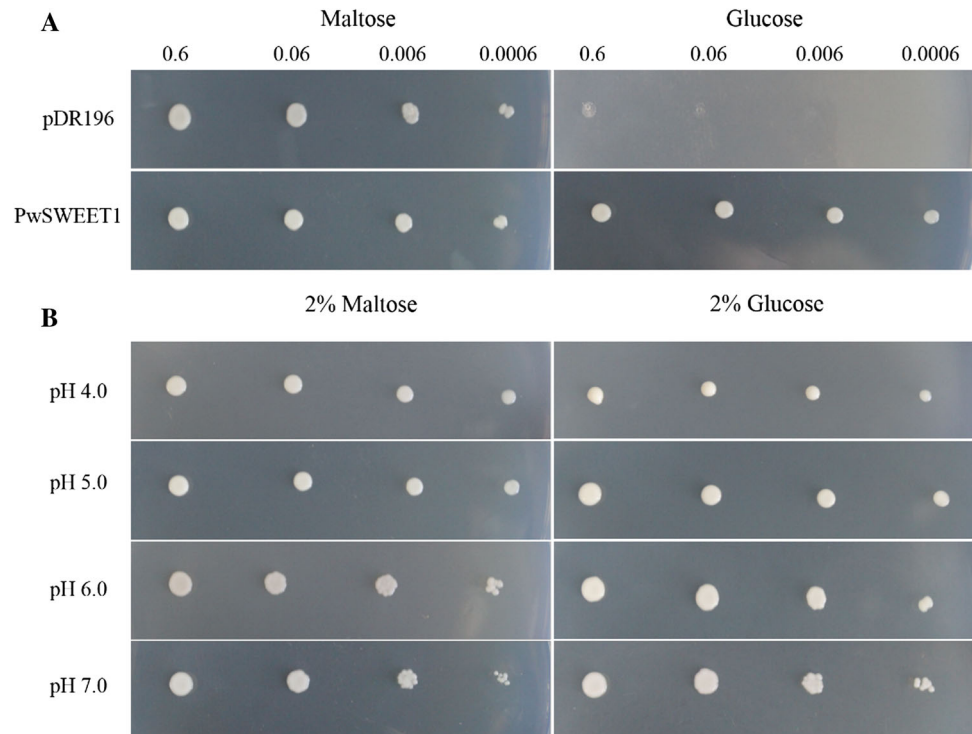 A
Maltose Glucose
0.6 0.06 0.006 0.0006 0.6 0.06 0.006 0.0006
pDR196
PwSWEET1
B
2% Maltose 2% Glucose
pH 4.0
pH 5.0
pH 6.0
pH 7.0